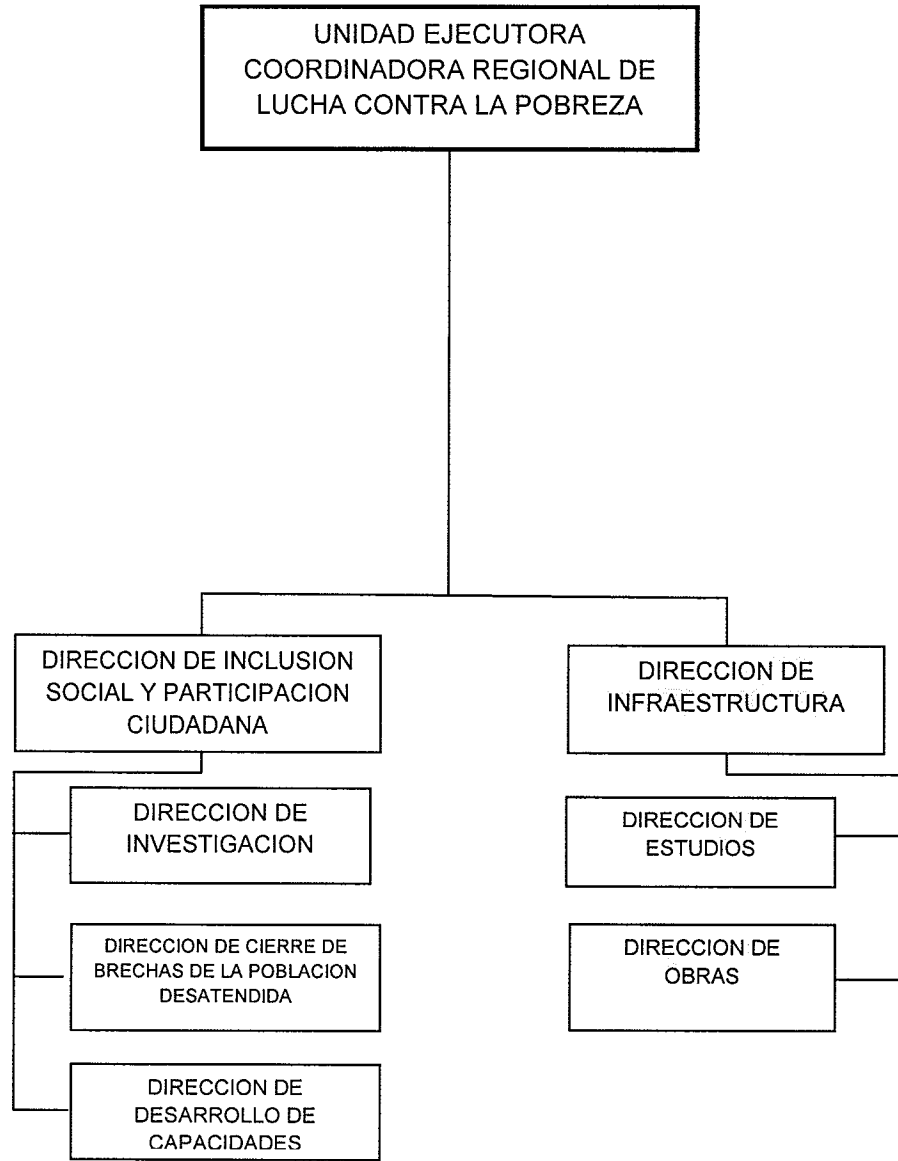 UNIDAD EJECUTORA
COORDINADORA REGIONAL DE
LUCHA CONTRA LA POBREZA
DIRECCION DE INCLUSION
SOCIAL Y PARTICIPACION
CIUDADANA
DIRECCION DE
INVESTIGACION
DIRECCION DE CIERRE DE
BRECHAS DE LA POBLACION
DESATENDIDA
DIRECCION DE
DESARROLLO DE
CAPACIDADES
DIRECCION DE
INFRAESTRUCTURA
DIRECCION DE
ESTUDIOS
DIRECCION DE
OBRAS